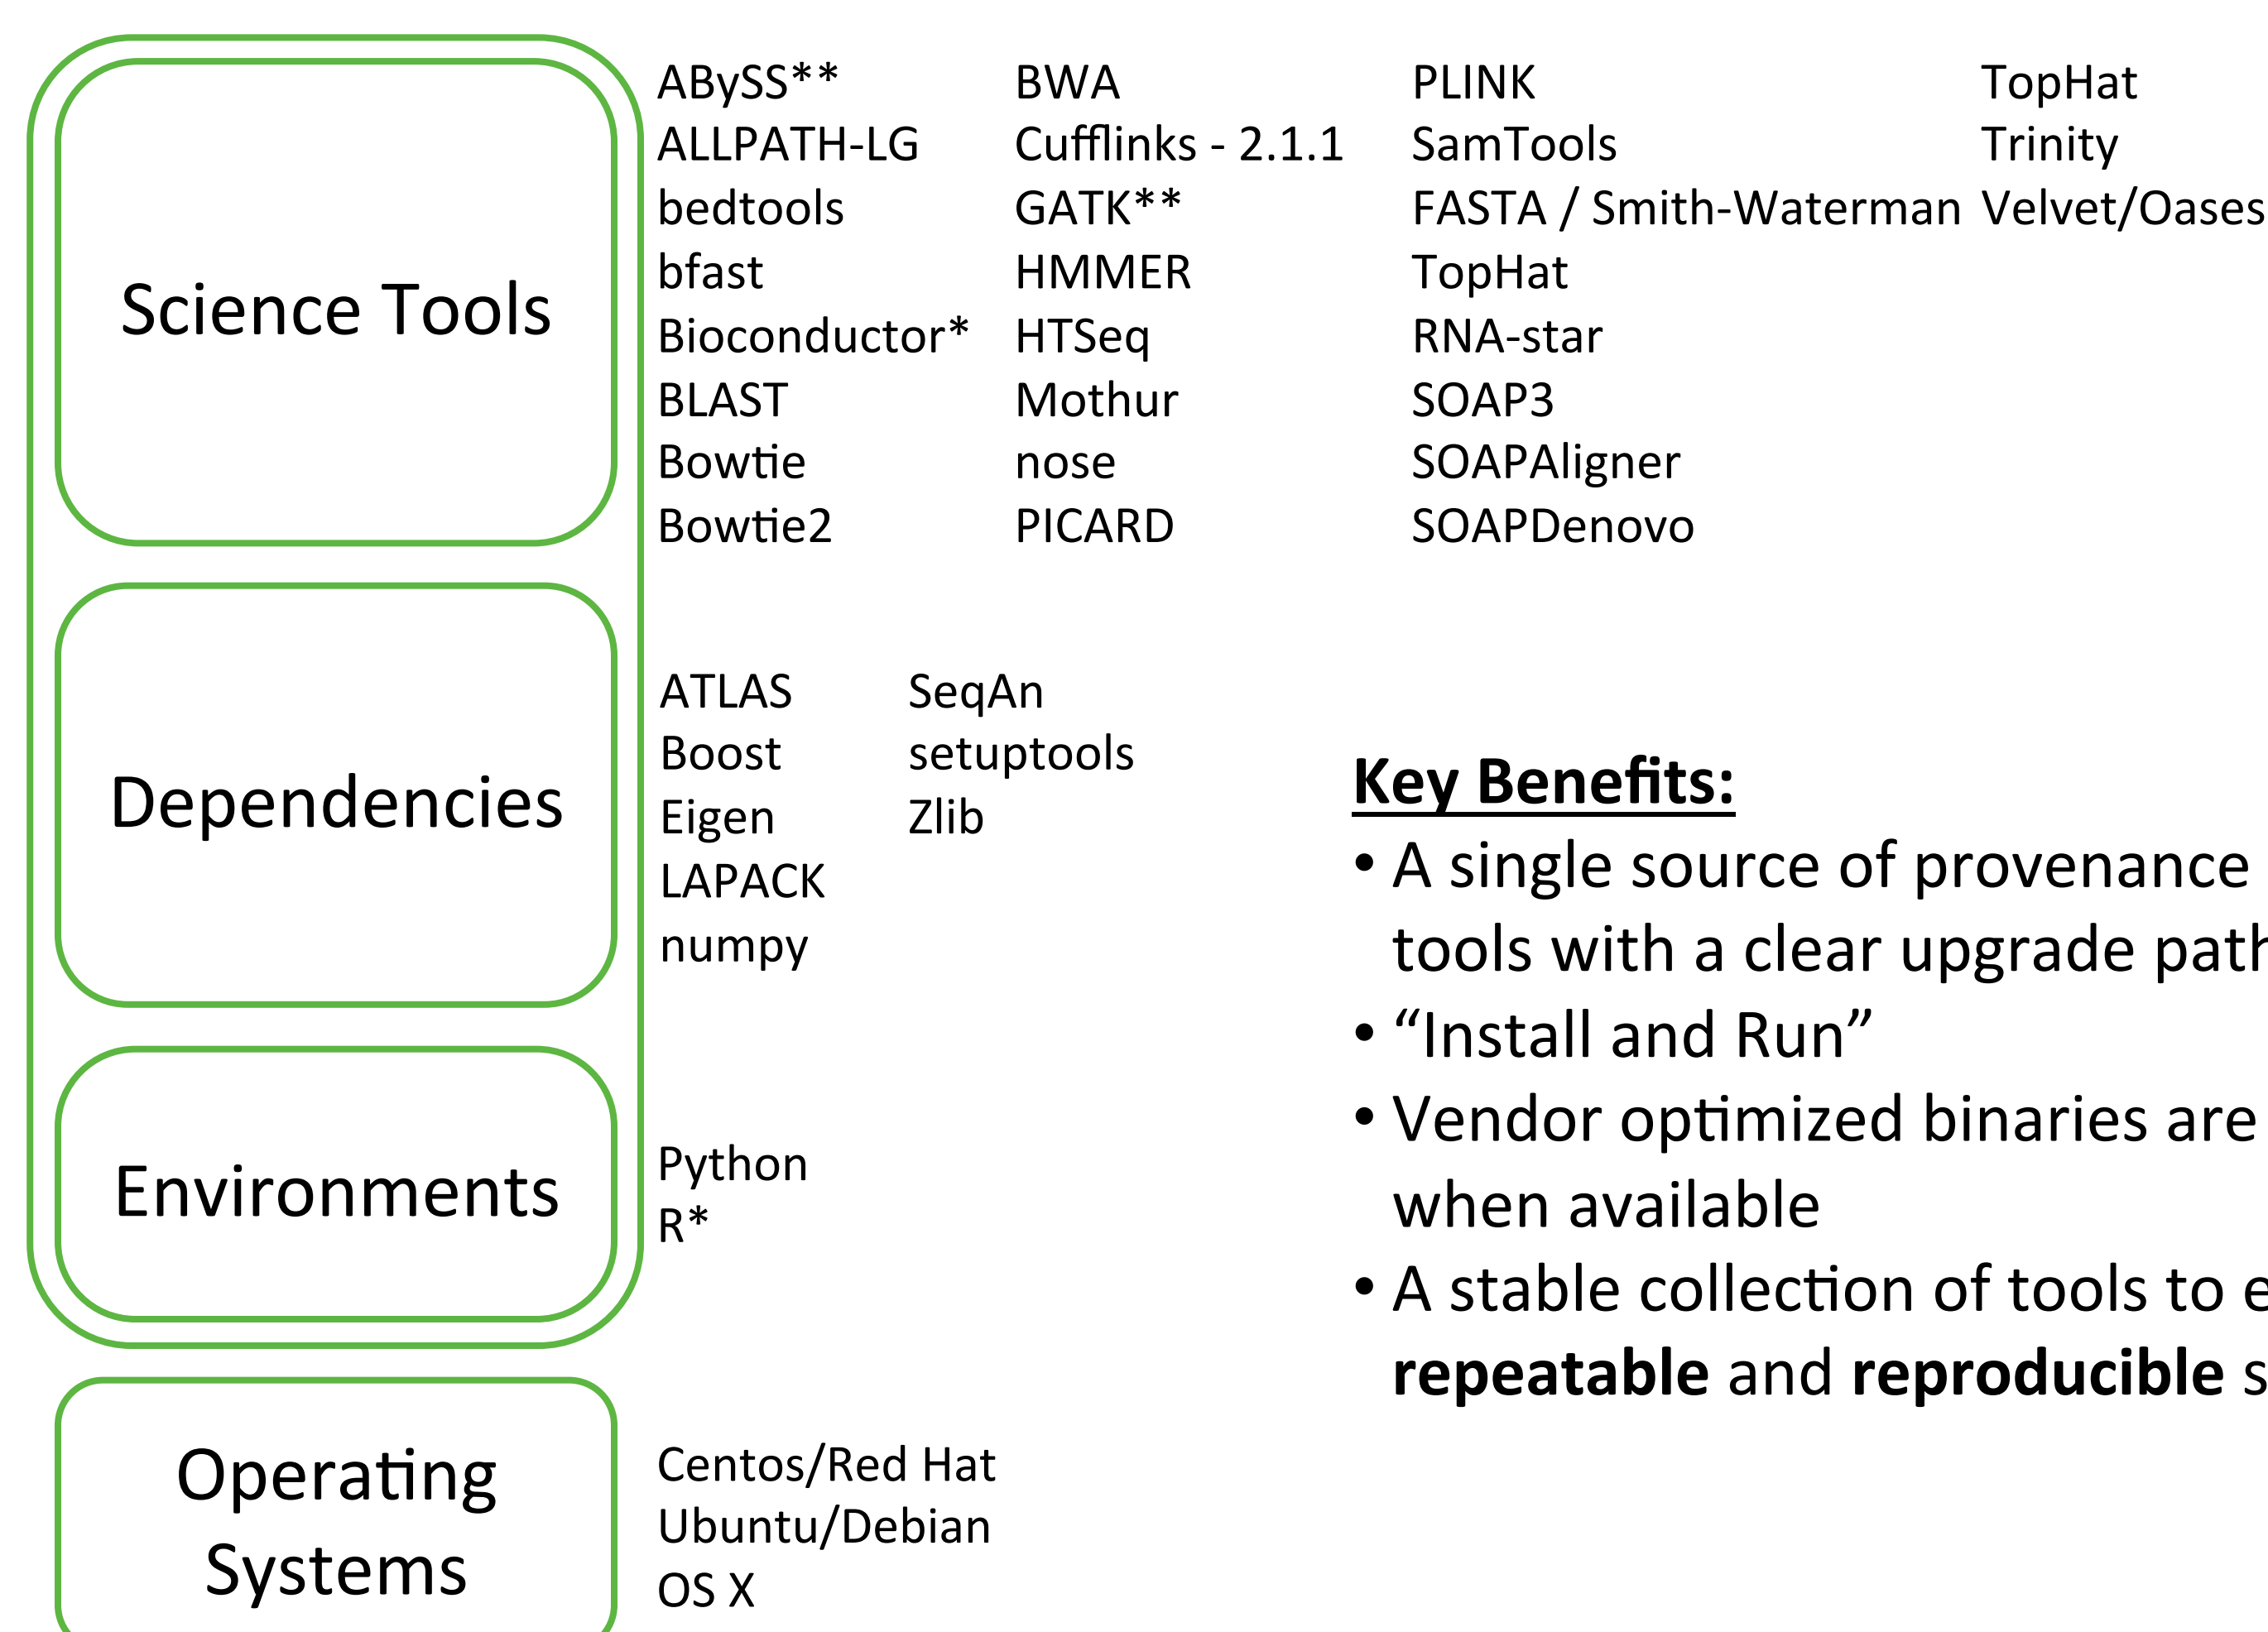 Science Tools
ABySS**
ALLPATH-LG
bedtools
bfast
Bioconductor*
BLAST
Bowtie
Bowtie2
BWA
Cufflinks - 2.1.1
GATK**
HMMER
HTSeq
Mothur
nose
PICARD
PLINK
SamTools
FASTA / Smith-Waterman
TopHat
RNA-star
SOAP3
SOAPAligner
SOAPDenovo
TopHat
Trinity
Velvet/Oases
Dependencies
ATLAS
Boost
Eigen
LAPACK
numpy
SeqAn
setuptools
Zlib
Environments
Python
R*
Operating
Systems
Centos/Red Hat
Ubuntu/Debian
OS X
Key Benefits:
• A single source of provenance
tools with a clear upgrade path
• “Install and Run”
• Vendor optimized binaries are
when available
• A stable collection of tools to
repeatable and reproducible